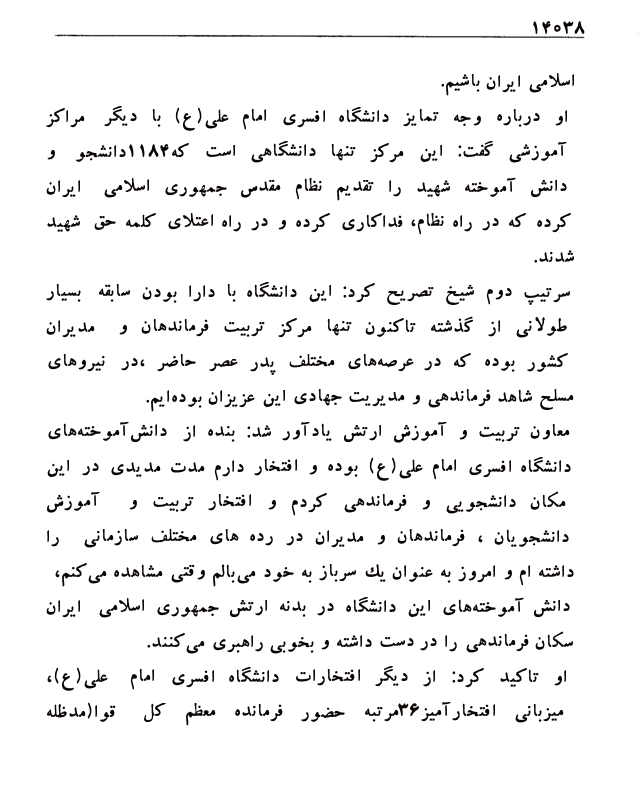 ۱۴۰۳۸
اسلامی ایران باشیم.
او درباره وجه تمایز دانشگاه افسری امام علی(ع) با دیگر مراکز
آموزشی گفت: این مرکز تنها دانشگاهی است که۱۱۸۴دانشجو و
دانش آموخته شهید را تقدیم نظام مقدس جمهوری اسلامی ایران
کرده که در راه نظام، فداکاری کرده و در راه اعتلای کلمه حق شهید
شدند.
سرتیپ دوم شیخ تصریح کرد: این دانشگاه با دارا بودن سابقه بسیار
طولانی از گذشته تاکنون تنها مرکز تربیت فرماندهان و مدیران
کشور بوده که در عرصه‌های مختلف پدر عصر حاضر ،در نیروهای
مسلح شاهد فرماندهی و مدیریت جهادی این عزیزان بوده‌ایم.
معاون تربیت و آموزش ارتش یادآور شد: بنده از دانش‌آموخته‌های
دانشگاه افسری امام علی(ع) بوده و افتخار دارم مدت مدیدی در این
مکان دانشجویی و فرماندهی کردم و افتخار تربیت و آموزش
دانشجویان ، فرماندهان و مدیران در رده های مختلف سازمانی را
داشته ام و امروز به عنوان یك سرباز به خود می‌بالم وقتی مشاهده می‌کنم،
دانش آموخته‌های این دانشگاه در بدنه ارتش جمهوری اسلامی ایران
سکان فرماندهی را در دست داشته و بخوبی راهبری می‌کنند.
او تاکید کرد: از دیگر افتخارات دانشگاه افسری امام علی(ع)،
میزبانی افتخارآمیز۳۶مرتبه حضور فرمانده معظم کل قوا(مدظله